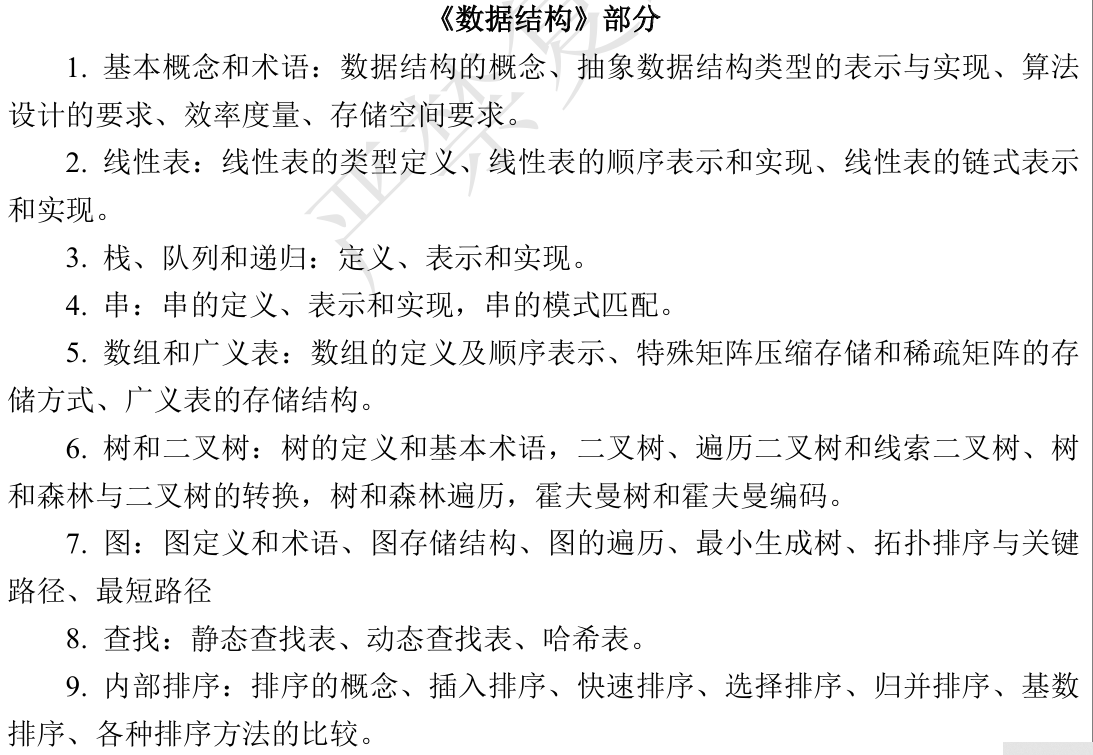 《数据结构》部分
1. 基本概念和术语：数据结构的概念、抽象数据结构类型的表示与实现、算法
设计的要求、效率度量、存储空间要求。
2. 线性表：线性表的类型定义、线性表的顺序表示和实现、线性表的链式表示
和实现。
3. 栈、队列和递归：定义、表示和实现。
4. 串：串的定义、表示和实现，串的模式匹配。
5. 数组和广义表：数组的定义及顺序表示、特殊矩阵压缩存储和稀疏矩阵的存
储方式、广义表的存储结构。
6. 树和二叉树：树的定义和基本术语，二叉树、遍历二叉树和线索二叉树、树
和森林与二叉树的转换，树和森林遍历，霍夫曼树和霍夫曼编码。
7. 图：图定义和术语、图存储结构、图的遍历、最小生成树、拓扑排序与关键
路径、最短路径
8. 查找：静态查找表、动态查找表、哈希表。
9. 内部排序：排序的概念、插入排序、快速排序、选择排序、归并排序、基数
排序、各种排序方法的比较。
严禁